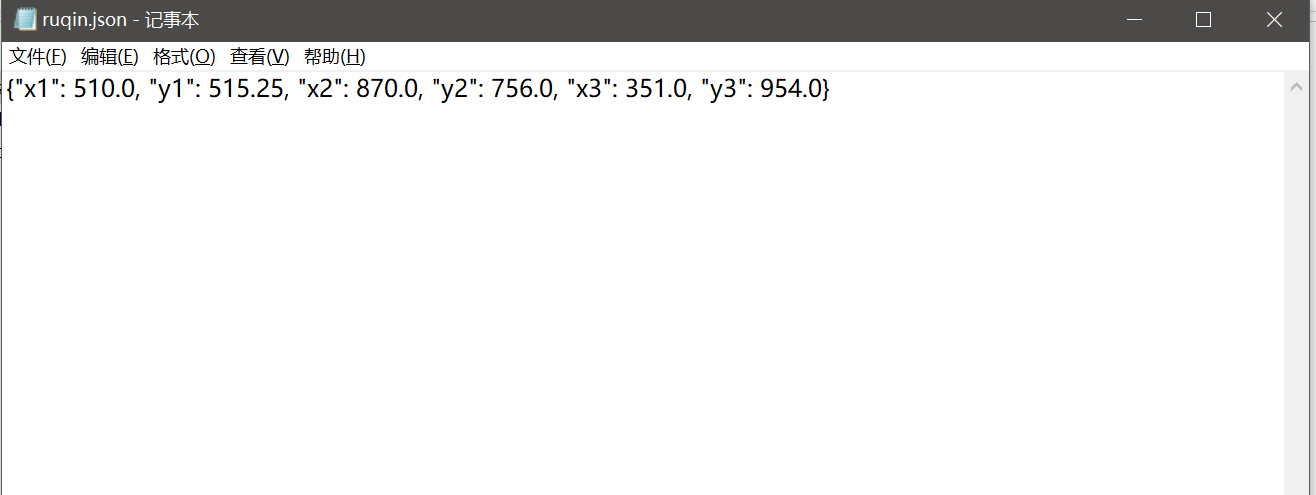 ruqin.json - 记事本
文件(F) 编辑(E) 格式(O) 查看(V) 帮助(H)
{"x1": 510.0, "y1": 515.25, "x2": 870.0, "y2": 756.0, "x3": 351.0, "y3": 954.0}